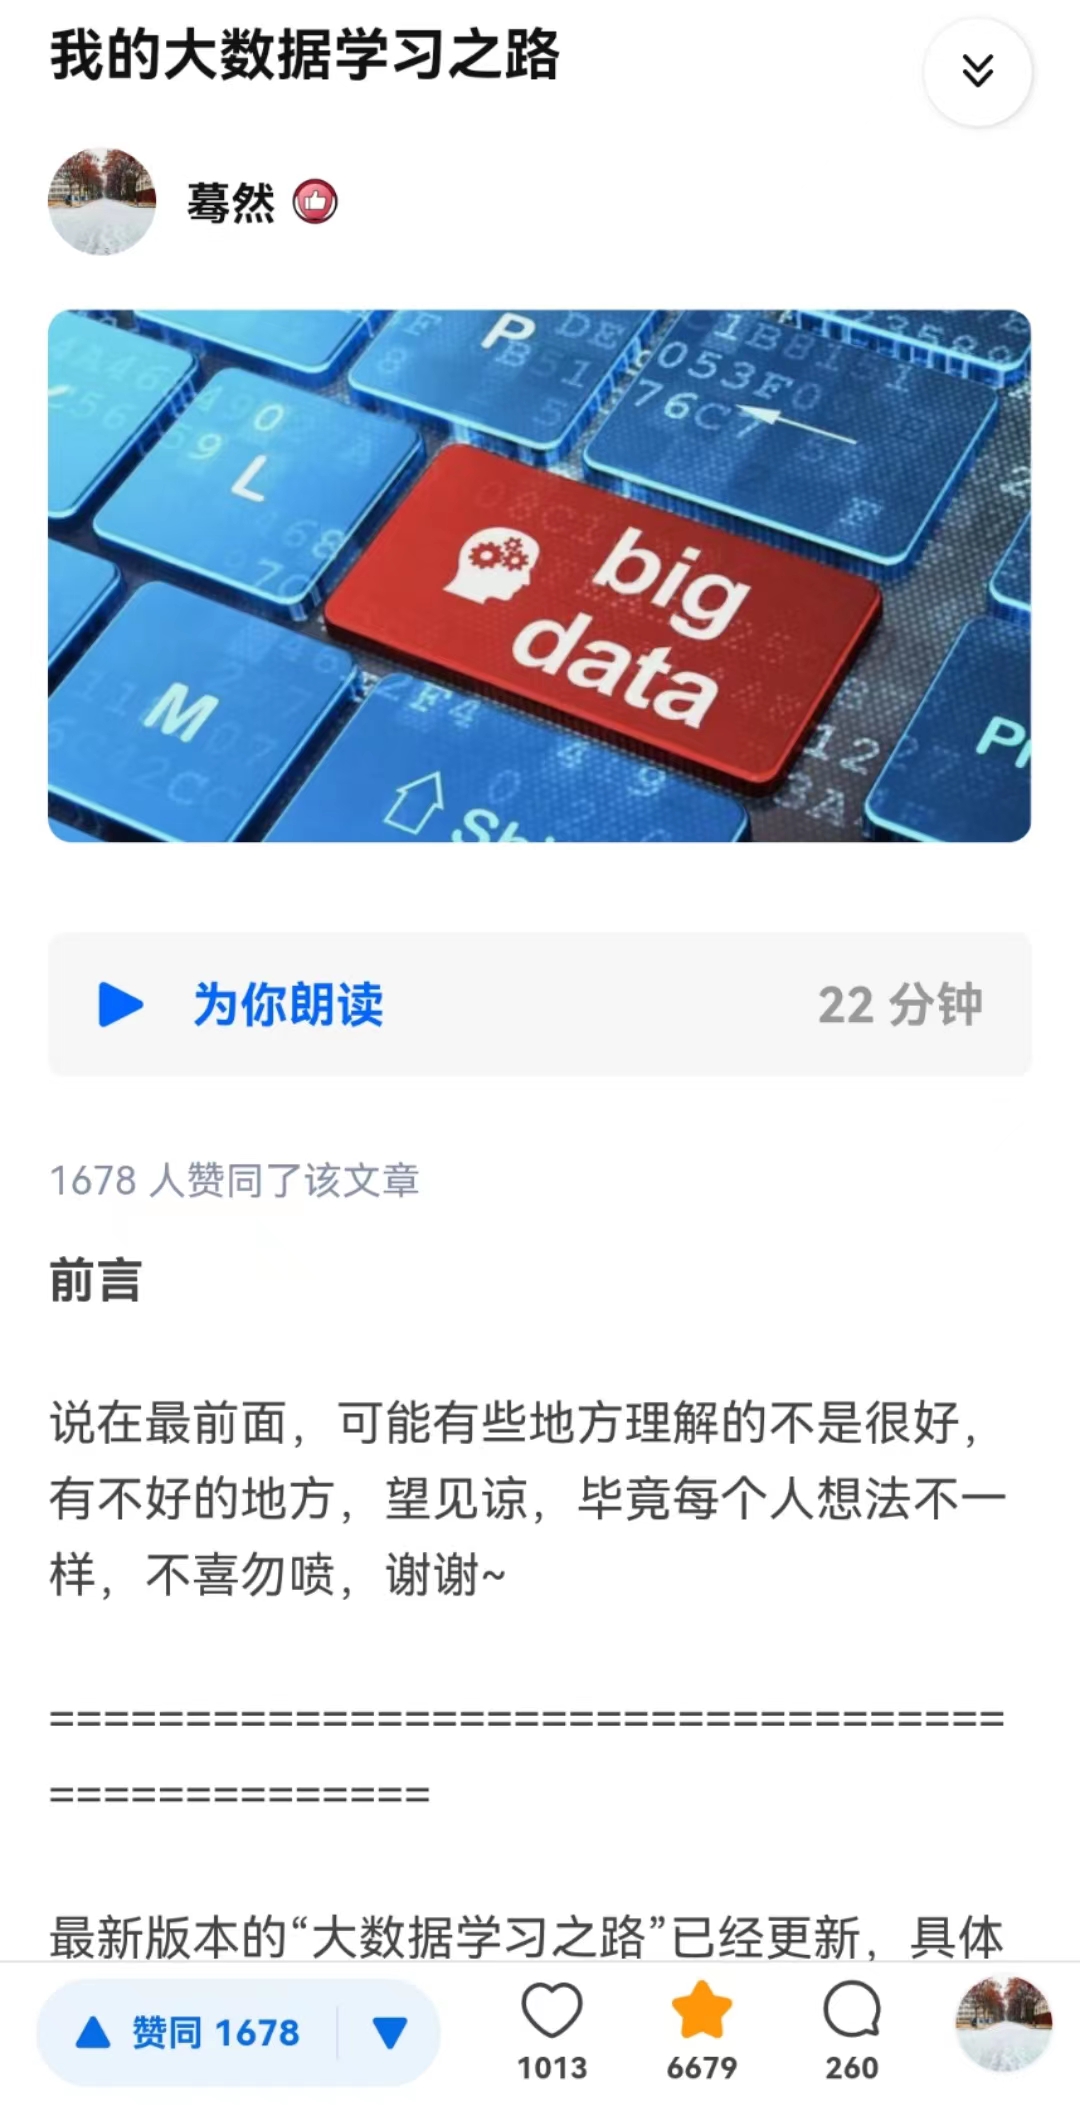 我的大数据学习之路
蓦然
P
L
big
data
M
为你朗读 22 分钟
1678 人赞同了该文章
前言
说在最前面，可能有些地方理解的不是很好，
有不好的地方，望见谅，毕竟每个人想法不一
样，不喜勿喷，谢谢~
===================================
==============
最新版本的“大数据学习之路”已经更新，具体
赞同 1678
1013
6679
260